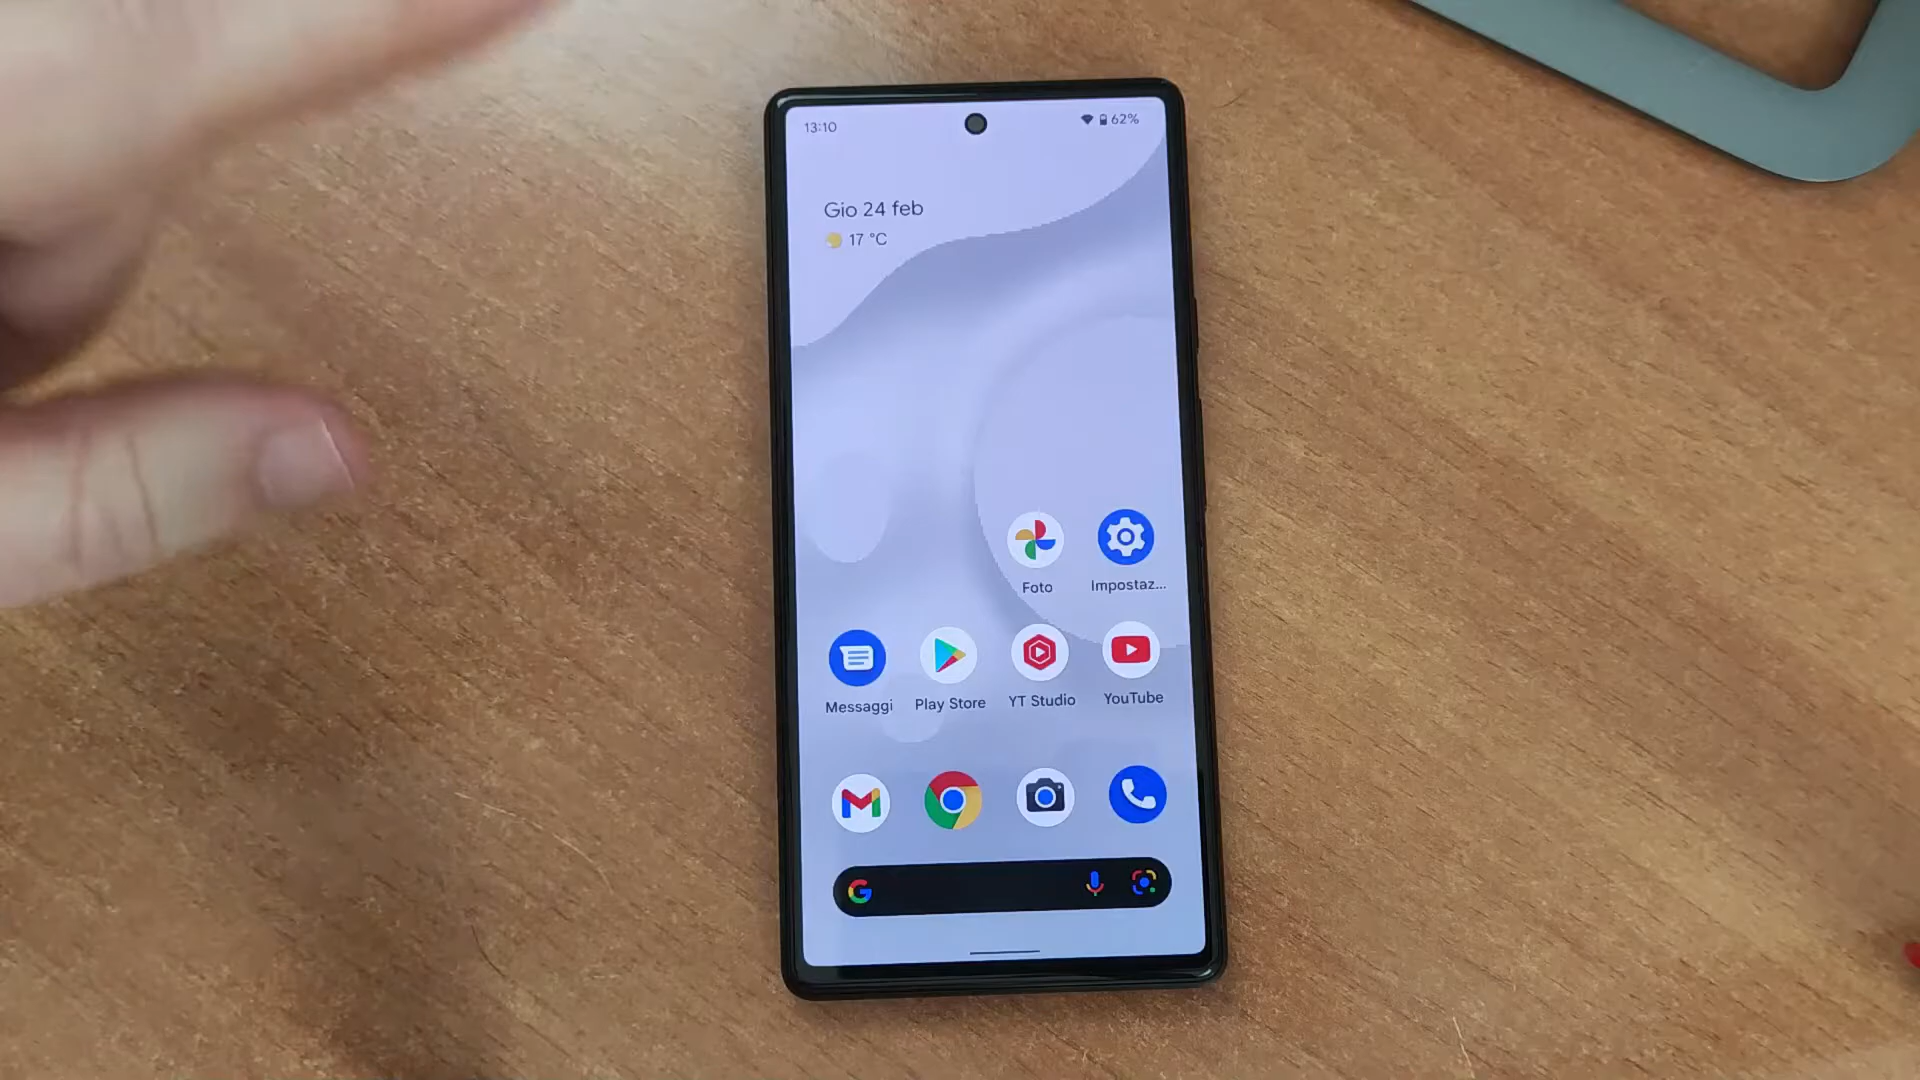 13:10
62%
Gio 24 feb
17 °C
Foto
Impostaz...
Messaggi
Play Store
YT Studio
YouTube